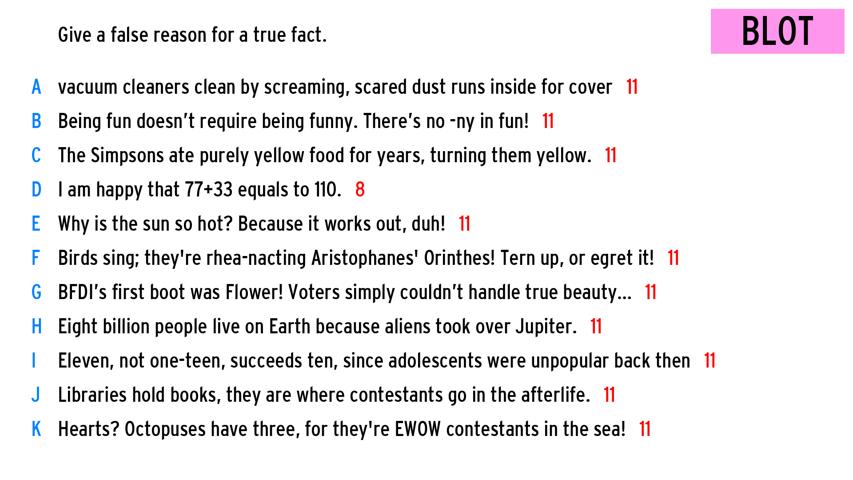 Give a false reason for a true fact.
BLOT
A vacuum cleaners clean by screaming, scared dust runs inside for cover 11
B Being fun doesn't require being funny. There's no -ny in fun! 11
C The Simpsons ate purely yellow food for years, turning them yellow. 11
D I am happy that 77+33 equals to 110. 8
E Why is the sun so hot? Because it works out, duh! 11
F Birds sing; they're rhea-nacting Aristophanes' Orinthes! Tern up, or egret it! 11
G BFDI's first boot was Flower! Voters simply couldn't handle true beauty... 11
H Eight billion people live on Earth because aliens took over Jupiter. 11
I Eleven, not one-teen, succeeds ten, since adolescents were unpopular back then 11
J Libraries hold books, they are where contestants go in the afterlife. 11
K Hearts? Octopuses have three, for they're EWOW contestants in the sea! 11